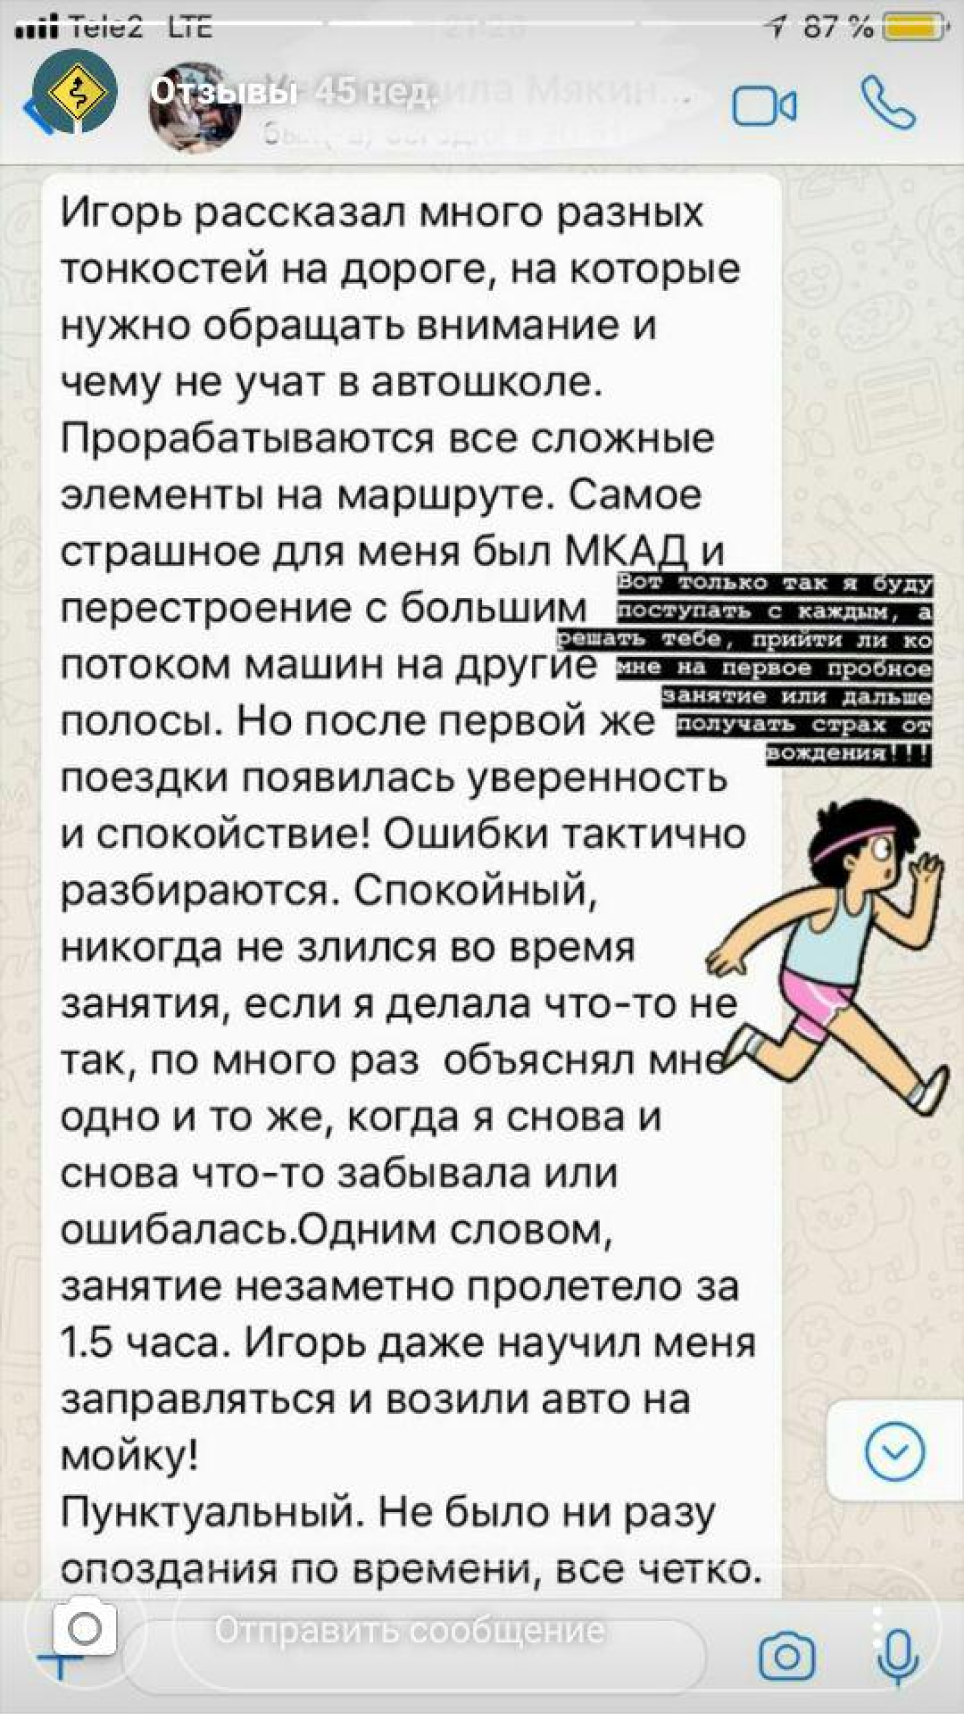 Tele2 LTE
87 %
Отзывы 45 нед.
Игорь рассказал много разных
тонкостей на дороге, на которые
нужно обращать внимание и
чему не учат в автошколе.
Прорабатываются все сложные
элементы на маршруте. Самое
страшное для меня был МКАД и
перестроение с большим
потоком машин на другие
полосы. Но после первой же
поездки появилась уверенность
и спокойствие! Ошибки тактично
разбираются. Спокойный,
никогда не злился во время
занятия, если я делала что-то не
так, по много раз объяснял мне
одно и то же, когда я снова и
снова что-то забывала или
ошибалась.Одним словом,
занятие незаметно пролетело за
1.5 часа. Игорь даже научил меня
заправляться и возили авто на
мойку!
Пунктуальный. Не было ни разу
опоздания по времени, все четко.
Вот только так я буду
поступать с каждым, а
решать тебе, прийти ли ко
мне на первое пробное
занятие или дальше
получать страх от
вождения!!!
Отправить сообщение